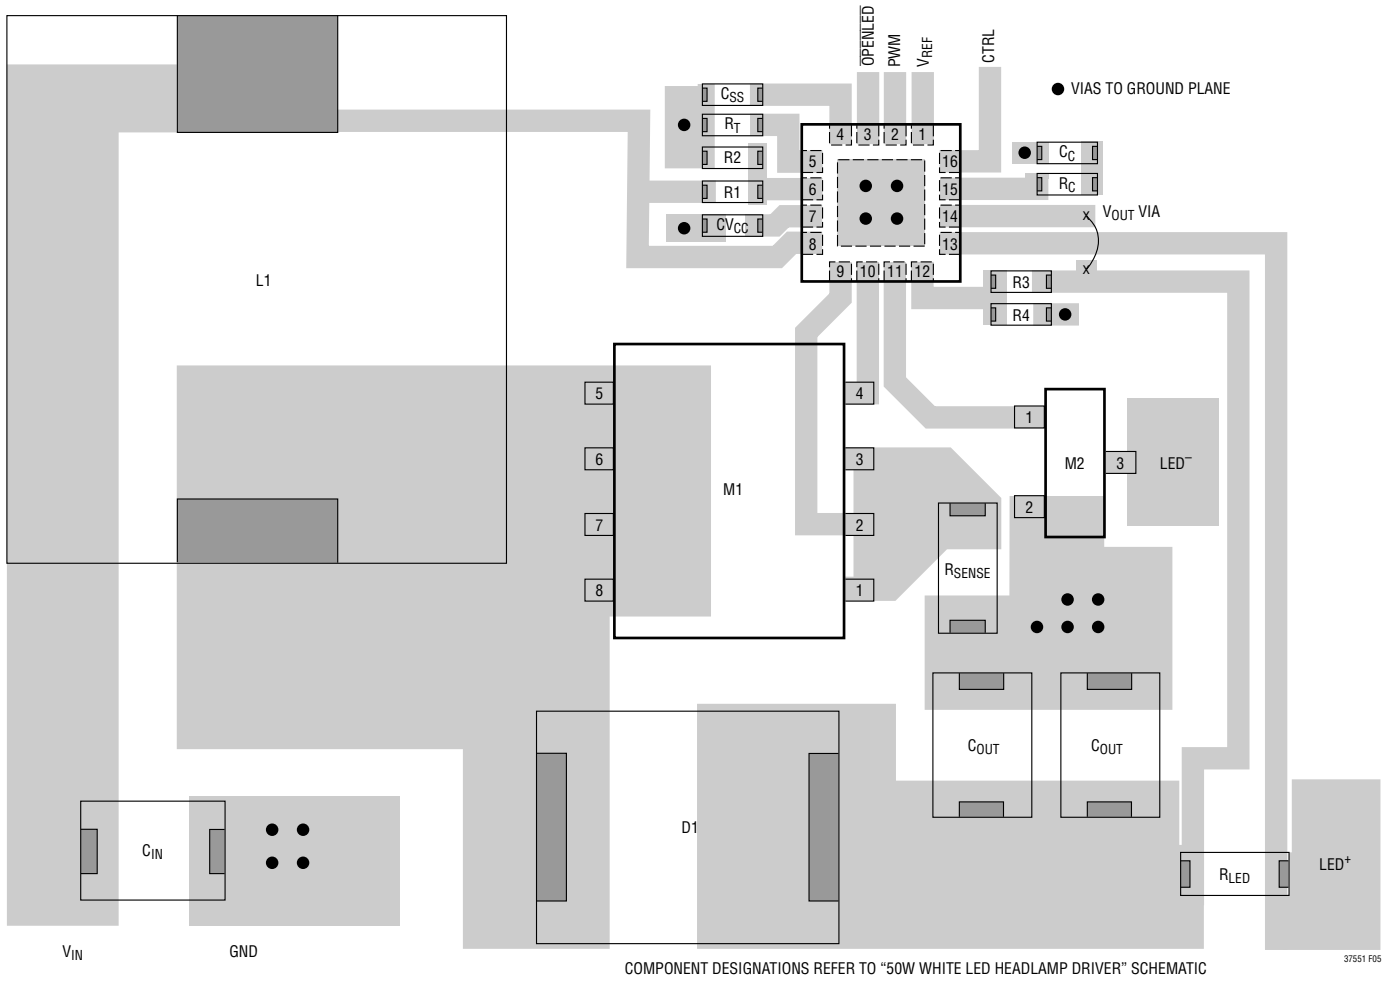 OPENLED
PWM
VREF
CTRL
VIAS TO GROUND PLANE
CSS
RT
R2
R1
CVCC
4 3 2 1
5 16
6 15
7 14
8 13
9 10 11 12
CC
RC
VOUT VIA
x
x
R3
R4
L1
5 4
6 3
7 2
8 1
M1
1
M2 3 LED–
2
RSENSE
COUT COUT
D1
CIN
RLED
LED+
VIN GND
COMPONENT DESIGNATIONS REFER TO “50W WHITE LED HEADLAMP DRIVER” SCHEMATIC
37551 F05